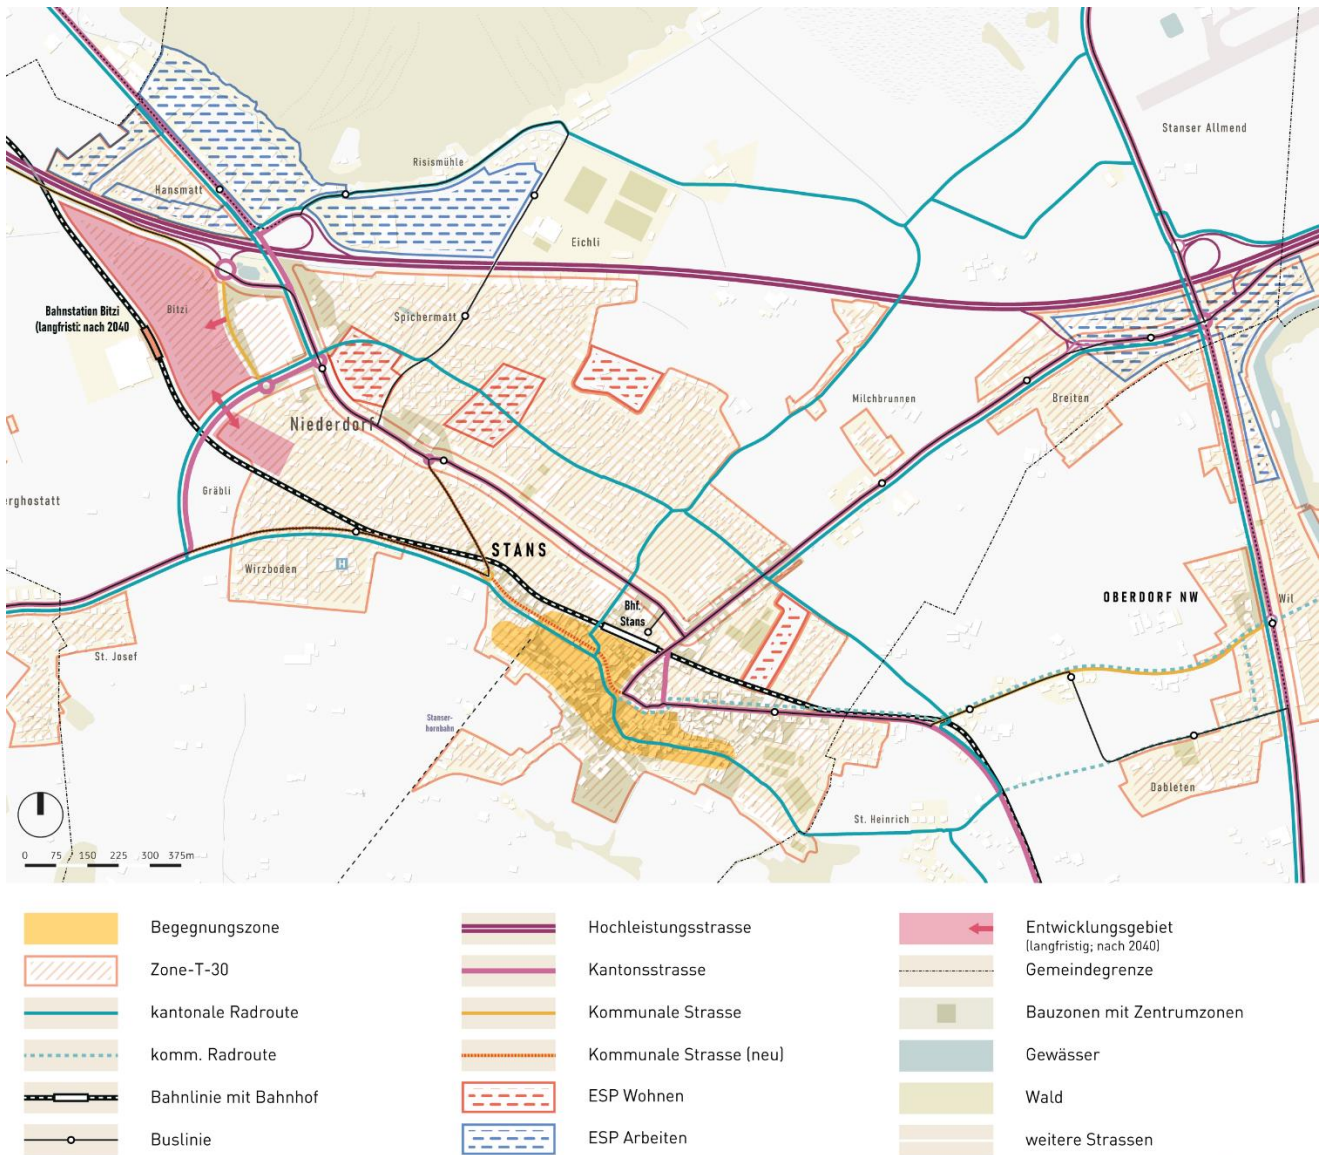 Stanser Allmend
Risismühle
Hansmatt
Eichli
Bitzi
Bahnstation Bitzi
(langfristi: nach 2040
Spichermatt
Niederdorf
Milchbrunnen
Breiten
Gräbli
erghostatt
STANS
Wirzboden
H
OBERDORF NW
Wil
Bhf.
Stans
St. Josef
Stanser-
hornbahn
Dableten
St. Heinrich
0 75 150 225 300 375m
Begegnungszone
Zone-T-30
kantonale Radroute
komm. Radroute
Bahnlinie mit Bahnhof
Buslinie
Hochleistungsstrasse
Kantonsstrasse
Kommunale Strasse
Kommunale Strasse (neu)
ESP Wohnen
ESP Arbeiten
Entwicklungsgebiet
(langfristig; nach 2040)
Gemeindegrenze
Bauzonen mit Zentrumzonen
Gewässer
Wald
weitere Strassen